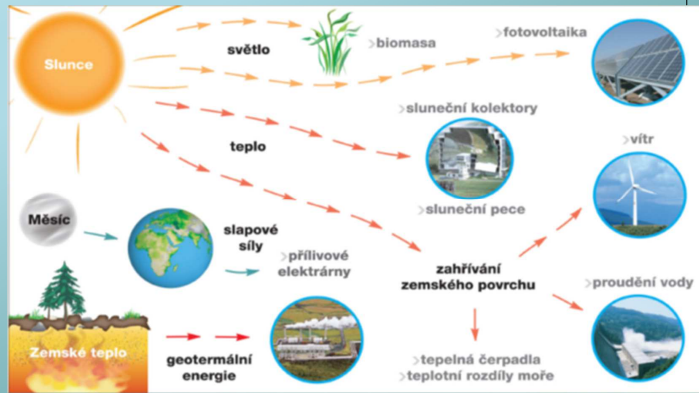 Slunce
světlo
>biomasa
>fotovoltaika
>sluneční kolektory
teplo
>vítr
>sluneční pece
Měsíc
slapové
síly
>přílivové
elektrárny
zahřívání
zemského povrchu
>proudění vody
Zemské teplo
geotermální
energie
>tepelná čerpadla
>teplotní rozdíly moře